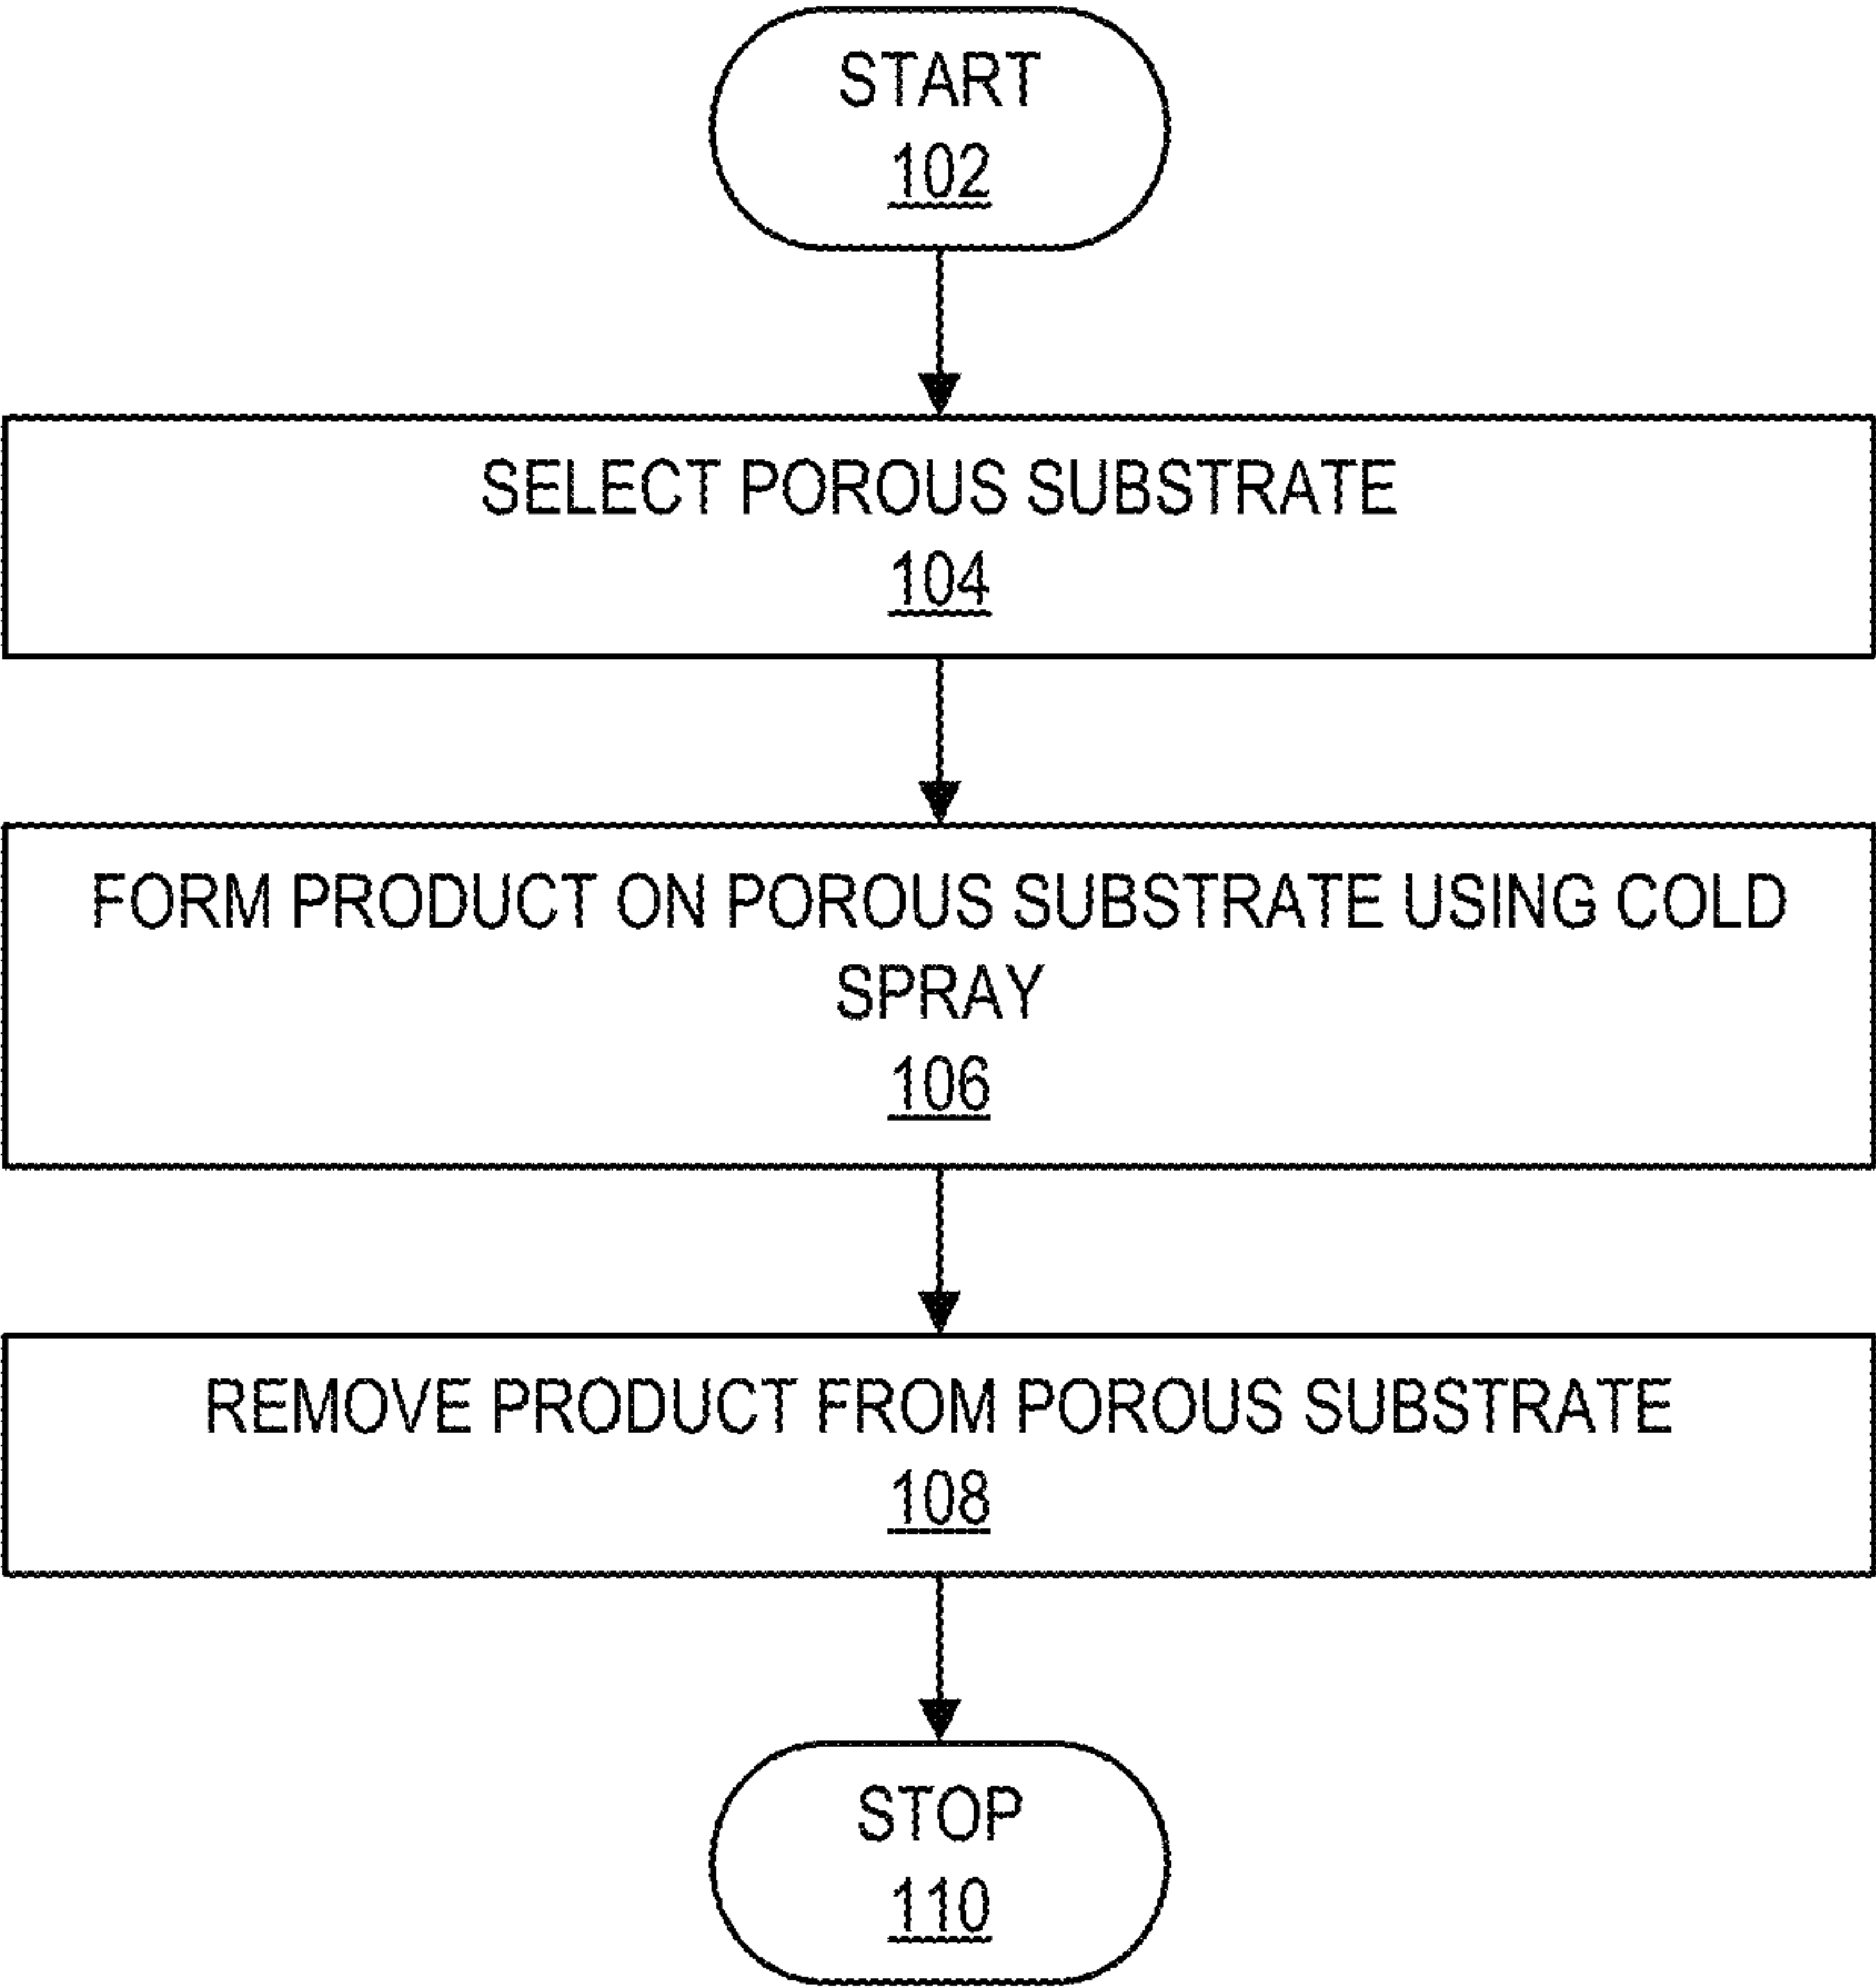 START
102
SELECT POROUS SUBSTRATE
104
FORM PRODUCT ON POROUS SUBSTRATE USING COLD
SPRAY
106
REMOVE PRODUCT FROM POROUS SUBSTRATE
108
STOP
110